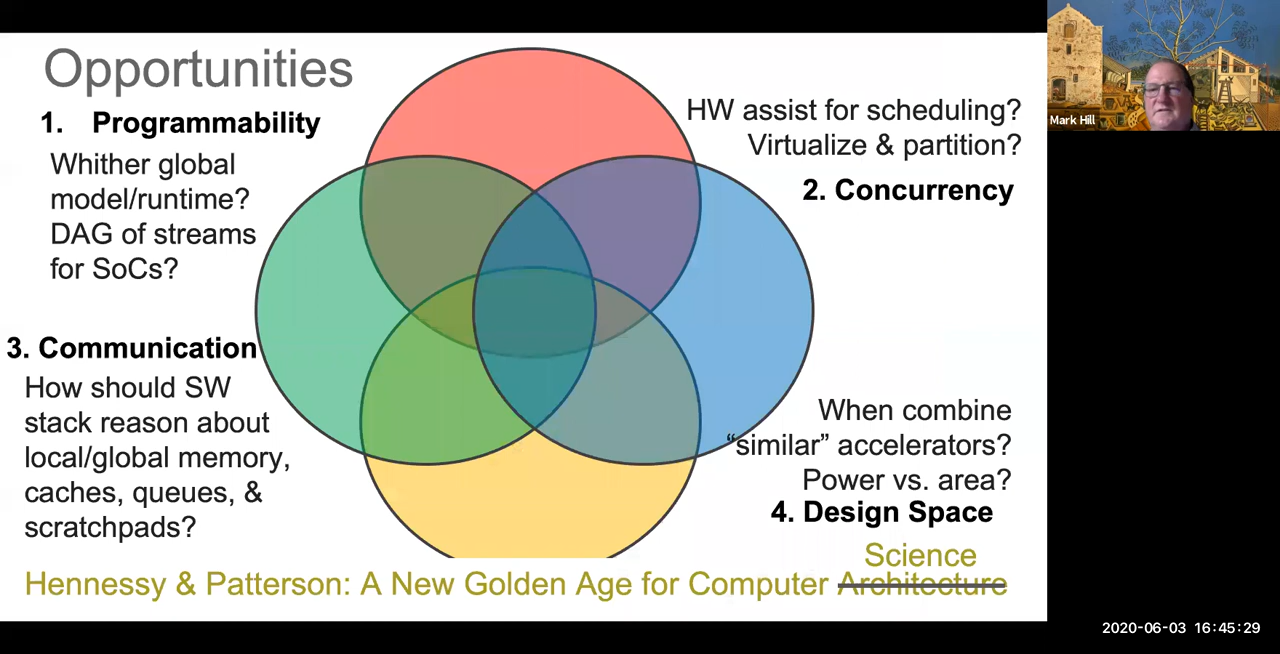 Opportunities
1. Programmability
Whither global
model/runtime?
DAG of streams
for SoCs?
HW assist for scheduling?
Virtualize & partition?
2. Concurrency
3. Communication
How should SW
stack reason about
local/global memory,
caches, queues, &
scratchpads?
When combine
“similar” accelerators?
Power vs. area?
4. Design Space
Science
Hennessy & Patterson: A New Golden Age for Computer Architecture
Mark Hill
2020-06-03 16:45:29